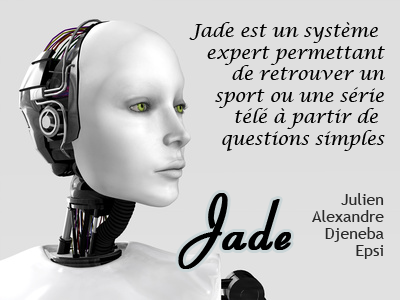 Jade est un système
expert permettant
de retrouver un
sport ou une série
télé à partir de
questions simples
Jade
Julien
Alexandre
Djeneba
Epsi